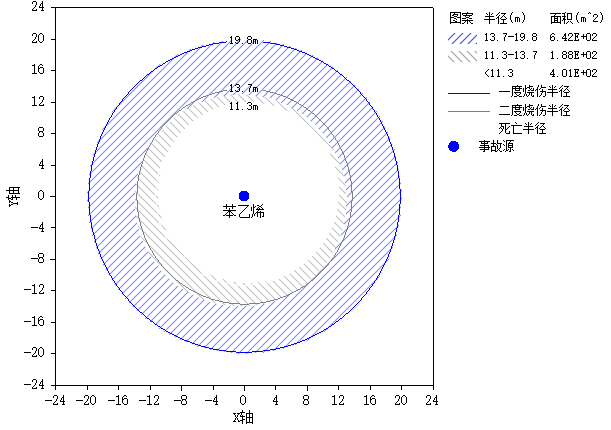 图案 半径(m) 面积(m^2)
13.7-19.8 6.42E+02
11.3-13.7 1.88E+02
<11.3 4.01E+02
一度烧伤半径
二度烧伤半径
死亡半径
事故源
24
20
16
12
8
4
0
-4
-8
-12
-16
-20
-24
Y轴
19.8m
13.7m
11.3m
苯乙烯
-24 -20 -16 -12 -8 -4 0 4 8 12 16 20 24
X轴